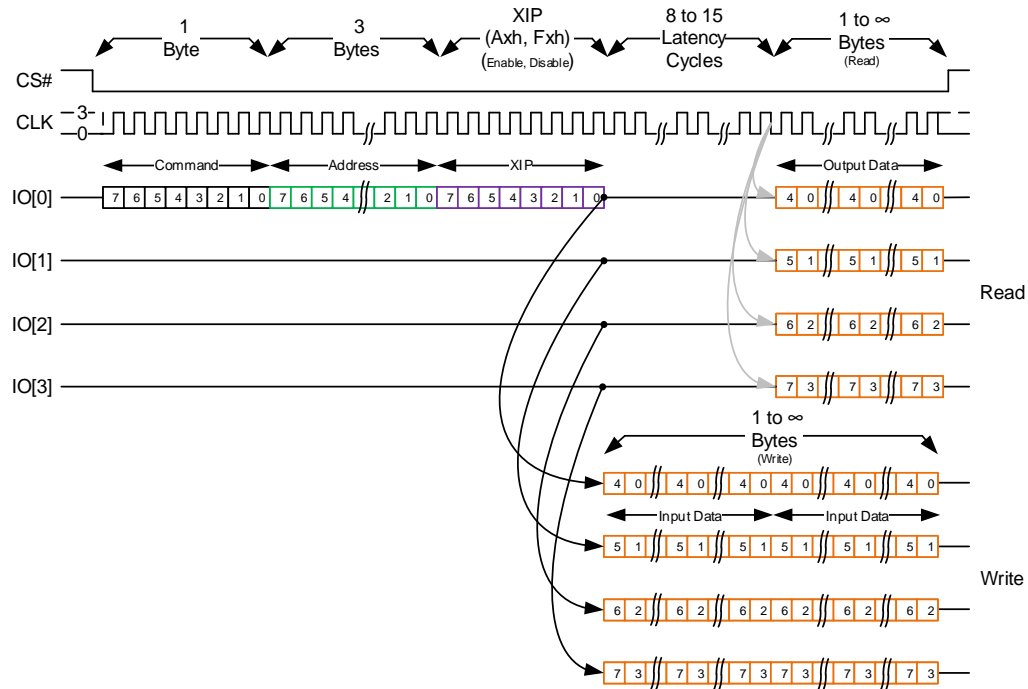 1 Byte
3 Bytes
XIP (Axh, Fxh) (Enable, Disable)
8 to 15 Latency Cycles
1 to ∞ Bytes (Read)
CS#
CLK 3 0
Command Address XIP Output Data
IO[0] 7 6 5 4 3 2 1 0 7 6 5 4 2 1 0 7 6 5 4 3 2 1 0 4 0 4 0 4 0
IO[1] 5 1 5 1 5 1
Read
IO[2] 6 2 6 2 6 2
IO[3] 7 3 7 3 7 3
1 to ∞ Bytes (Write)
4 0 4 0 4 0 4 0 4 0 4 0
Input Data Input Data
5 1 5 1 5 1 5 1 5 1 5 1
Write
6 2 6 2 6 2 6 2 6 2 6 2
7 3 7 3 7 3 7 3 7 3 7 3